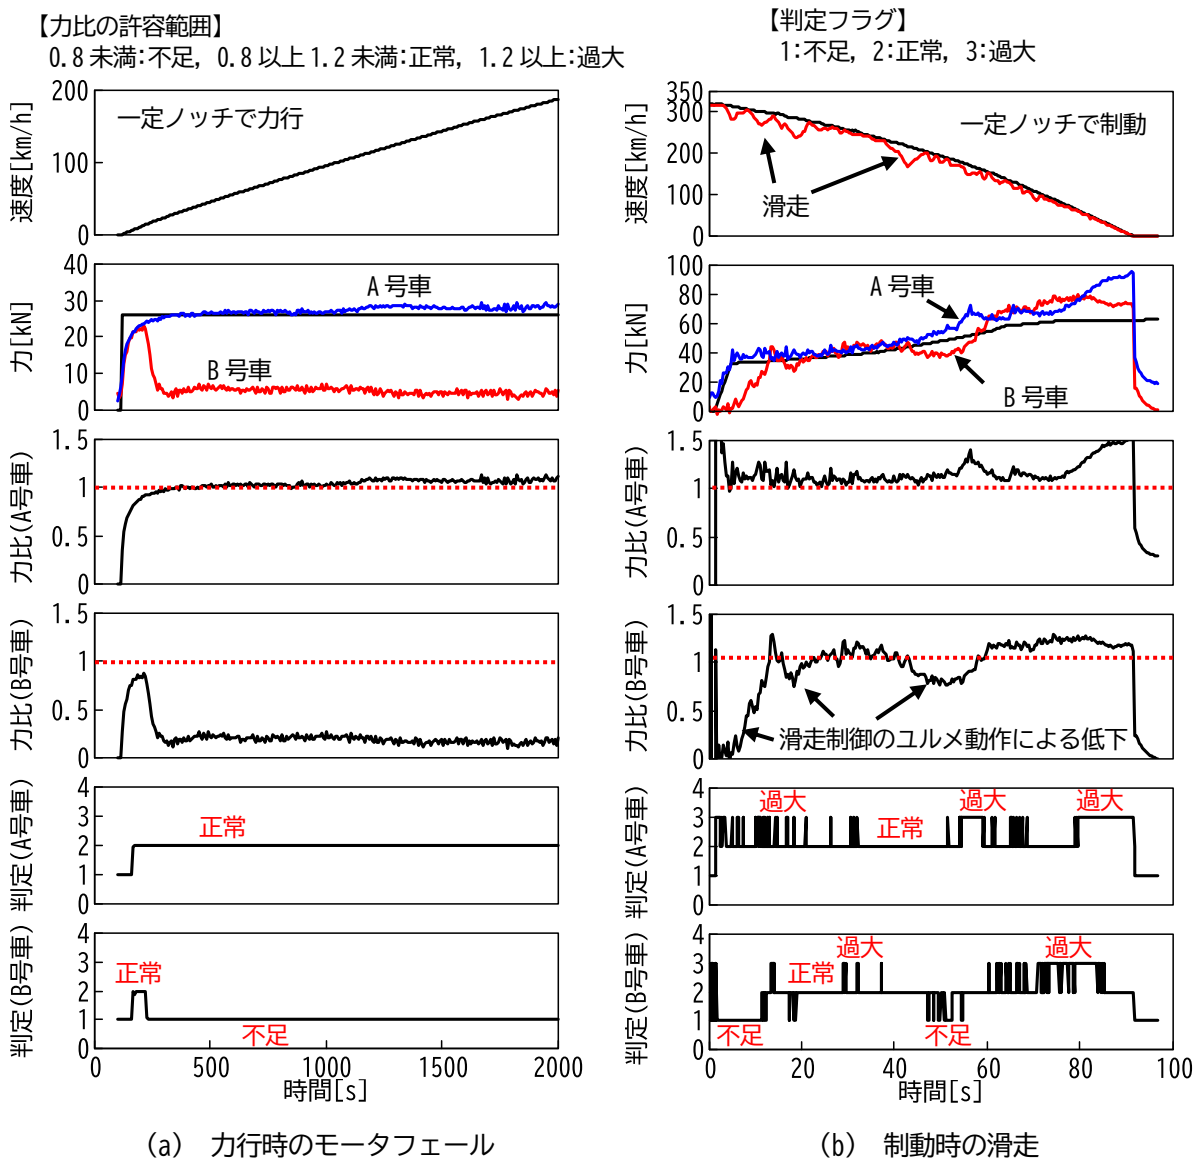 【力比の許容範囲】
0.8未満:不足, 0.8以上1.2未満:正常, 1.2以上:過大
【判定フラグ】
1:不足, 2:正常, 3:過大
速度[km/h]
200
100
0
一定ノッチで力行
力[kN]
40
30
20
10
0
A号車
B号車
力比(A号車)
1.5
1
0.5
0
力比(B号車)
1.5
1
0.5
0
判定(A号車)
4
3
2
1
0
正常
判定(B号車)
4
3
2
1
0
正常
不足
0 500 1000 1500 2000
時間[s]
(a) 力行時のモータフェール
速度[km/h]
350
300
200
100
0
一定ノッチで制動
滑走
力[kN]
100
80
60
40
20
0
A号車
B号車
力比(A号車)
1.5
1
0.5
0
力比(B号車)
1.5
1
0.5
0
滑走制御のユルメ動作による低下
判定(A号車)
4
3
2
1
0
過大 過大 過大
正常
判定(B号車)
4
3
2
1
0
過大 過大
正常
不足 不足
0 20 40 60 80 100
時間[s]
(b) 制動時の滑走